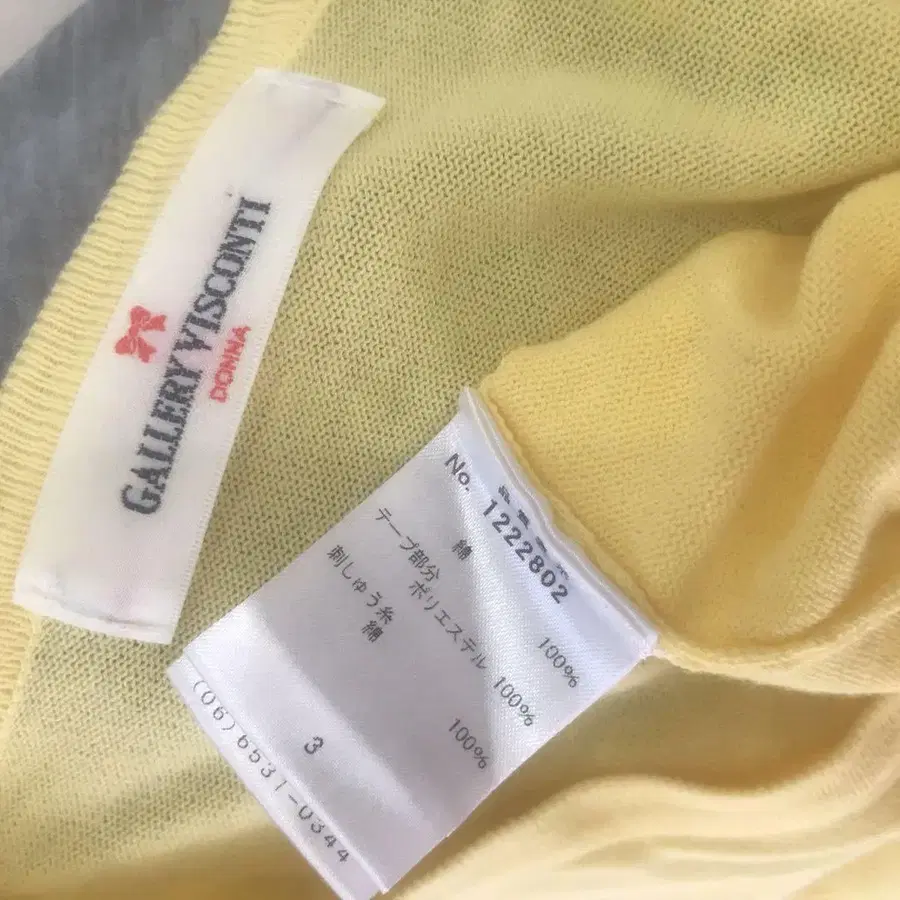 GALLERY VISCONTI
DONNA
No. 1222802
綿 100%
テープ部分 ポリエステル 100%
刺しゅう糸 綿 100%
3
(06)6531-0344